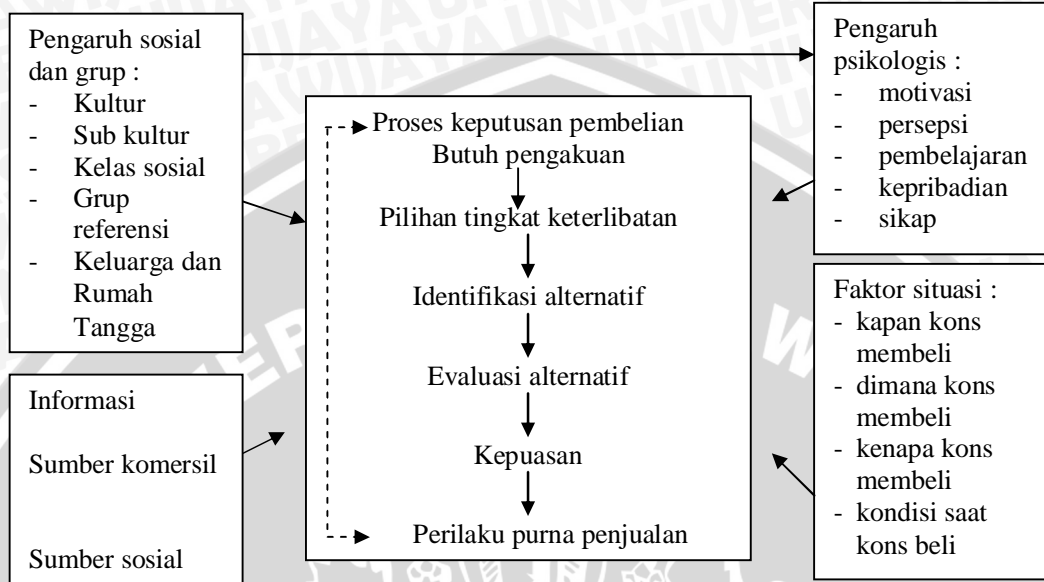 Pengaruh sosial
dan grup :
- Kultur
- Sub kultur
- Kelas sosial
- Grup
referensi
- Keluarga dan
Rumah
Tangga
Informasi
Sumber komersil
Sumber sosial
Proses keputusan pembelian
Butuh pengakuan
Pilihan tingkat keterlibatan
Identifikasi alternatif
Evaluasi alternatif
Kepuasan
Perilaku purna penjualan
Pengaruh
psikologis :
- motivasi
- persepsi
- pembelajaran
- kepribadian
- sikap
Faktor situasi :
- kapan kons
membeli
- dimana kons
membeli
- kenapa kons
membeli
- kondisi saat
kons beli